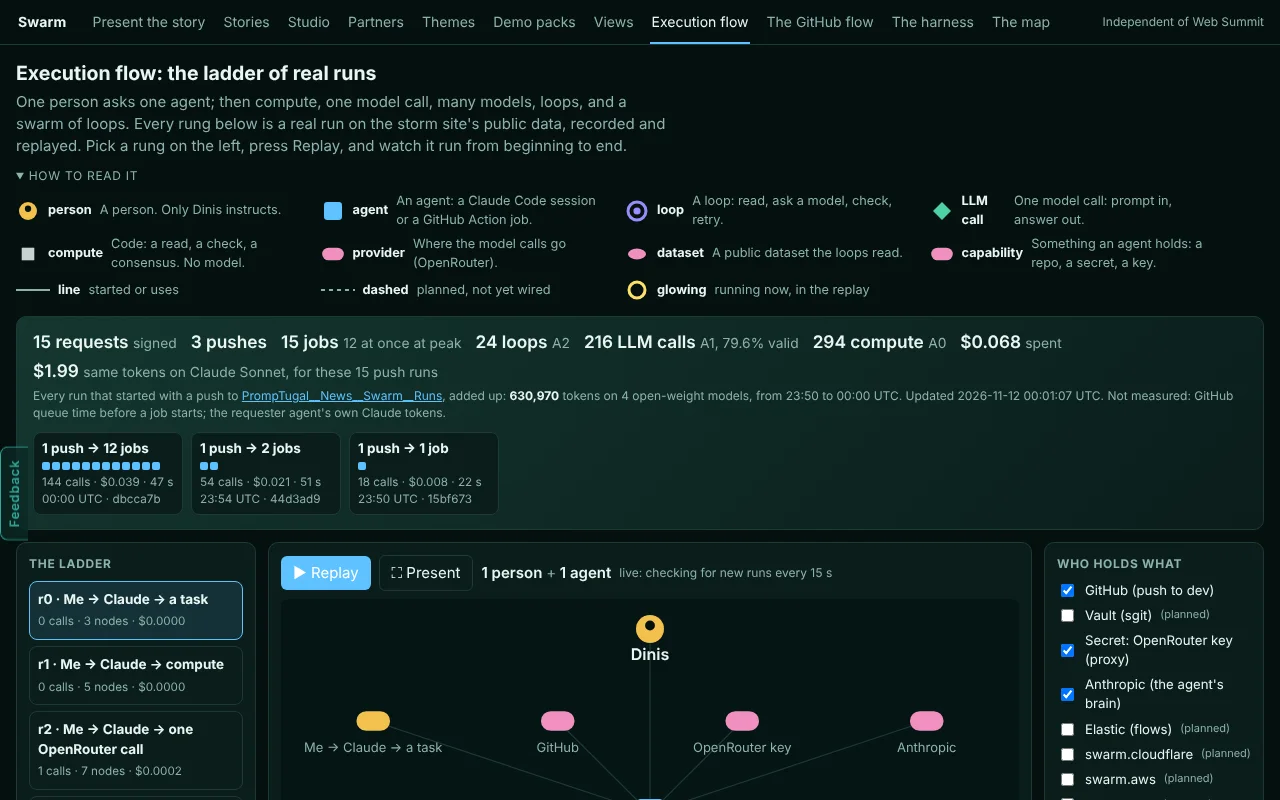 Swarm Present the story Stories Studio Partners Themes Demo packs Views Execution flow The GitHub flow The harness The map Independent of Web Summit
Execution flow: the ladder of real runs
One person asks one agent; then compute, one model call, many models, loops, and a
swarm of loops. Every rung below is a real run on the storm site's public data, recorded and
replayed. Pick a rung on the left, press Replay, and watch it run from beginning to end.
▼ HOW TO READ IT
person A person. Only Dinis instructs.
agent An agent: a Claude Code session
or a GitHub Action job.
loop A loop: read, ask a model, check,
retry.
LLM
call One model call: prompt in,
answer out.
compute Code: a read, a check, a
consensus. No model.
provider Where the model calls go
(OpenRouter).
dataset A public dataset the loops read.
capability Something an agent holds: a
repo, a secret, a key.
line started or uses
dashed planned, not yet wired
glowing running now, in the replay
15 requests signed 3 pushes 15 jobs 12 at once at peak 24 loops A2 216 LLM calls A1, 79.6% valid 294 compute A0 $0.068 spent
$1.99 same tokens on Claude Sonnet, for these 15 push runs
Every run that started with a push to PrompTugal__News__Swarm__Runs, added up: 630,970 tokens on 4 open-weight models, from 23:50 to 00:00 UTC. Updated 2026-11-12 00:01:07 UTC. Not measured: GitHub
queue time before a job starts; the requester agent's own Claude tokens.
1 push → 12 jobs
144 calls · $0.039 · 47 s
00:00 UTC · dbcca7b
1 push → 2 jobs
54 calls · $0.021 · 51 s
23:54 UTC · 44d3ad9
1 push → 1 job
18 calls · $0.008 · 22 s
23:50 UTC · 15bf673
Feedback
THE LADDER
r0 · Me → Claude → a task
0 calls · 3 nodes · $0.0000
r1 · Me → Claude → compute
0 calls · 5 nodes · $0.0000
r2 · Me → Claude → one
OpenRouter call
1 calls · 7 nodes · $0.0002
▶ Replay ⛶ Present 1 person + 1 agent live: checking for new runs every 15 s
Dinis
Me → Claude → a task
GitHub
OpenRouter key
Anthropic
WHO HOLDS WHAT
GitHub (push to dev)
Vault (sgit) (planned)
Secret: OpenRouter key
(proxy)
Anthropic (the agent's
brain)
Elastic (flows) (planned)
swarm.cloudflare (planned)
swarm.aws (planned)